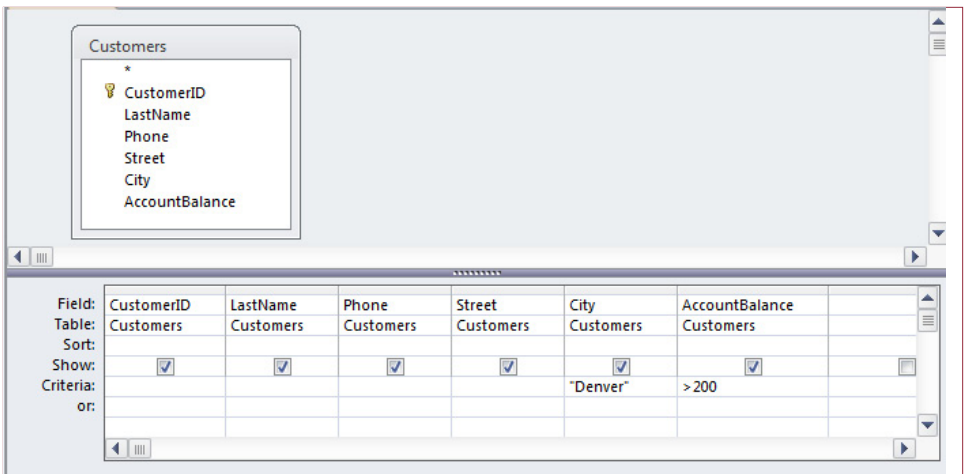 Customers
*
CustomerID
LastName
Phone
Street
City
AccountBalance
Field: CustomerID LastName Phone Street City AccountBalance
Table: Customers Customers Customers Customers Customers Customers
Sort:
Show:
Criteria: "Denver" >200
or: